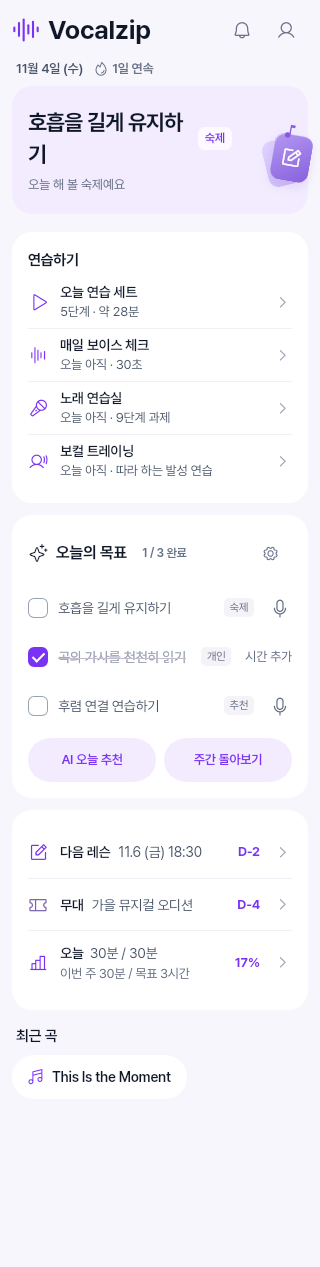 Vocalzip
11월 4일 (수) 1일 연속
호흡을 길게 유지하
기
숙제
오늘 해 볼 숙제예요
연습하기
오늘 연습 세트
5단계 · 약 28분
매일 보이스 체크
오늘 아직 · 30초
노래 연습실
오늘 아직 · 9단계 과제
보컬 트레이닝
오늘 아직 · 따라 하는 발성 연습
오늘의 목표 1 / 3 완료
호흡을 길게 유지하기 숙제
곡의 가사를 천천히 읽기 개인 시간 추가
후렴 연결 연습하기 추천
AI 오늘 추천 주간 돌아보기
다음 레슨 11.6 (금) 18:30 D-2
무대 가을 뮤지컬 오디션 D-4
오늘 30분 / 30분
이번 주 30분 / 목표 3시간
17%
최근 곡
This Is the Moment